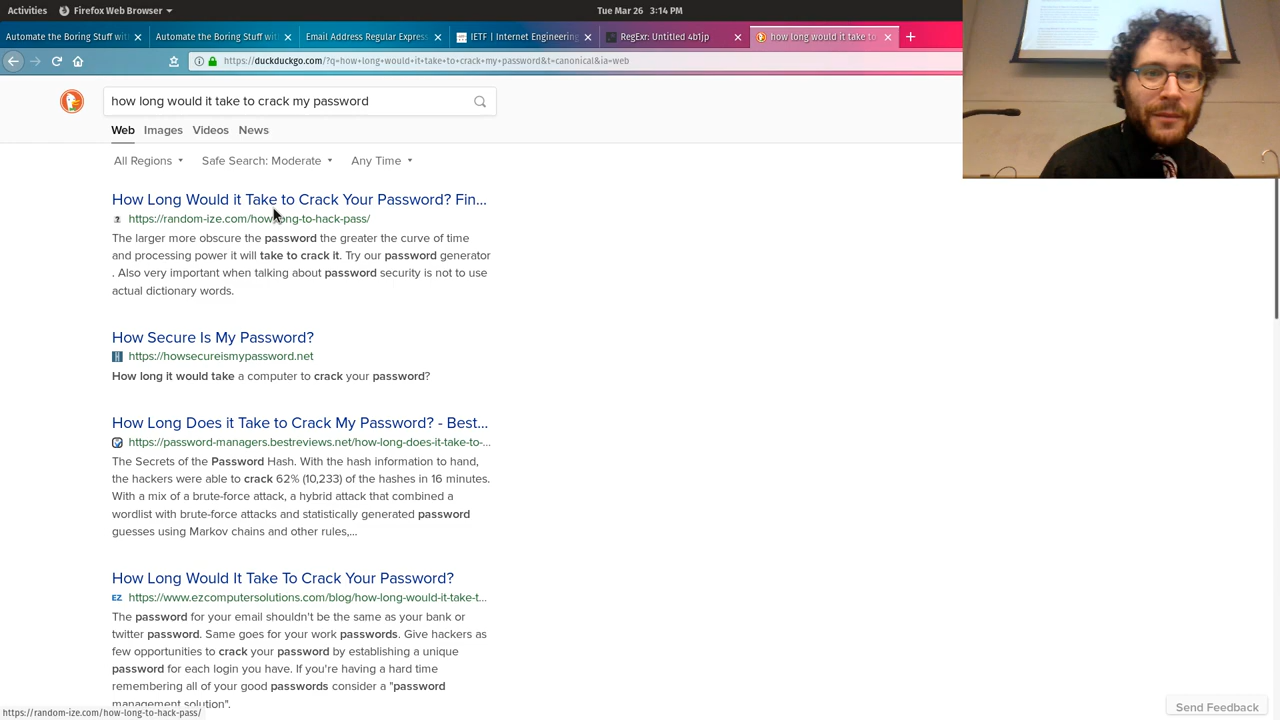 Activities
Firefox Web Browser
Tue Mar
3:14 PM
Automate the Boring Stuff wit
Automate the Boring Stuff wit
Email Address Regular Express
IETF | Internet Engineering
RegExr: Untitled 4b1jp
how long would it take to
https://duckduckgo.com/?q=how+long+would+it+take+to+crack+my+password&t=canonical&ia=web
how long would it take to crack my password
Web
Images
Videos
News
All Regions
Safe Search: Moderate
Any Time
How Long Would it Take to Crack Your Password? Fin...
https://random-ize.com/how-long-to-hack-pass/
The larger more obscure the password the greater the curve of time
and processing power it will take to crack it. Try our password generator
. Also very important when talking about password security is not to use
actual dictionary words.
How Secure Is My Password?
https://howsecureismypassword.net
How long it would take a computer to crack your password?
How Long Does it Take to Crack My Password? - Best...
https://password-managers.bestreviews.net/how-long-does-it-take-to-...
The Secrets of the Password Hash. With the hash information to hand,
the hackers were able to crack 62% (10,233) of the hashes in 16 minutes.
With a mix of a brute-force attack, a hybrid attack that combined a
wordlist with brute-force attacks and statistically generated password
guesses using Markov chains and other rules,...
How Long Would It Take To Crack Your Password?
EZ
https://www.ezcomputersolutions.com/blog/how-long-would-it-take-t...
The password for your email shouldn't be the same as your bank or
twitter password. Same goes for your work passwords. Give hackers as
few opportunities to crack your password by establishing a unique
password for each login you have. If you're having a hard time
remembering all of your good passwords consider a "password
management solution".
https://random-ize.com/how-long-to-hack-pass/
Send Feedback